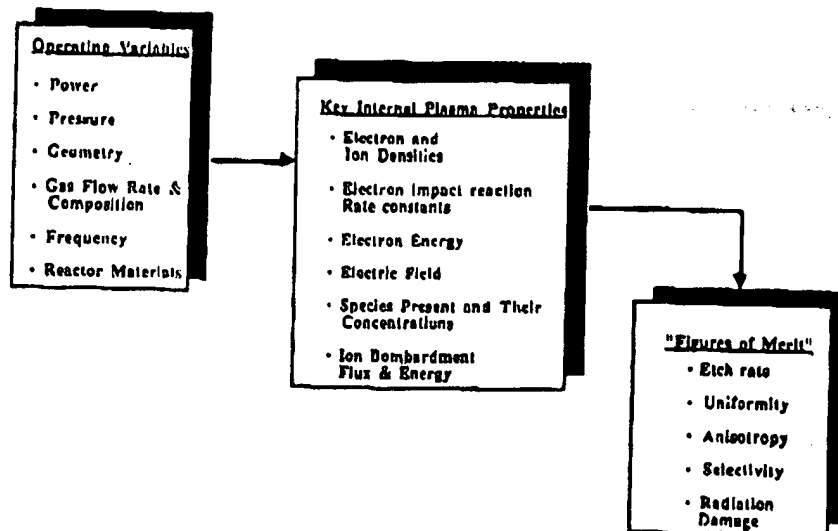 Operating Variables
• Power
• Pressure
• Geometry
• Gas Flow Rate &
Composition
• Frequency
• Reactor Materials
Key Internal Plasma Properties
• Electron and
Ion Densities
• Electron Impact reaction
Rate constants
• Electron Energy
• Electric Field
• Species Present and Their
Concentrations
• Ion Bombardment
Flux & Energy
"Figures of Merit"
• Etch rate
• Uniformity
• Anisotropy
• Selectivity
• Radiation
Damage